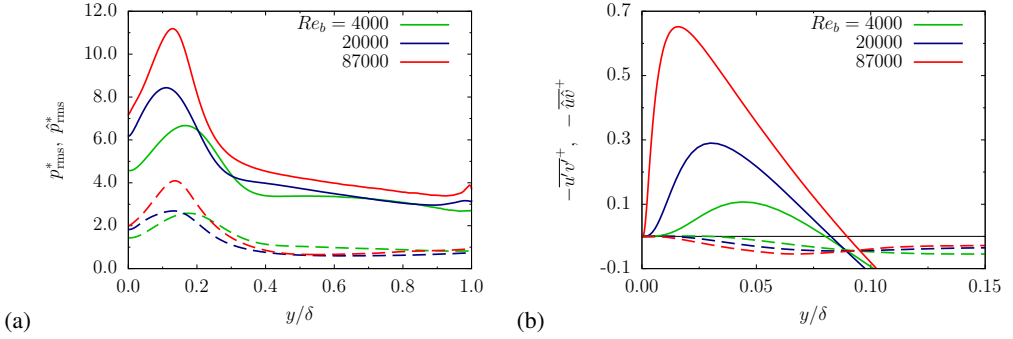 12.0
10.0
8.0
6.0
4.0
2.0
0.0
0.0 0.2 0.4 0.6 0.8 1.0
p*rms, p̂*rms
y/δ
Re_b = 4000
20000
87000
(a)
0.7
0.5
0.3
0.1
-0.1
0.00 0.05 0.10 0.15
−u′v′⁺, −ûv̂⁺
y/δ
Re_b = 4000
20000
87000
(b)